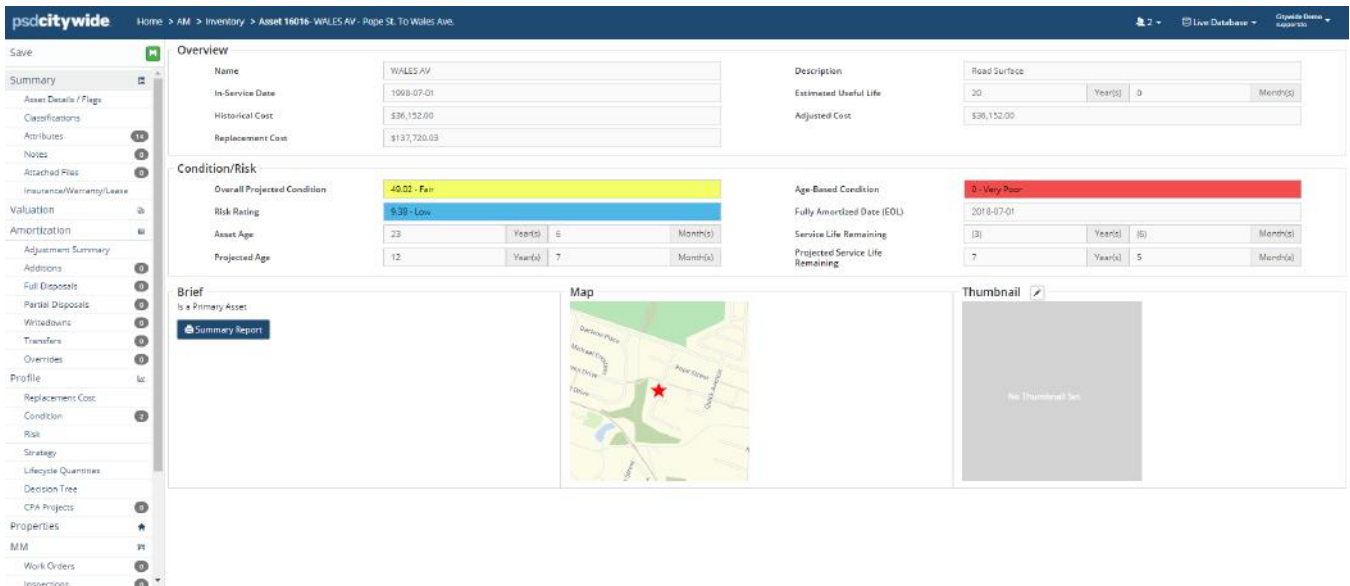 psdcitywide
Home > AM > Inventory > Asset 16016- WALES AV - Pope St. To Wales Ave.
2
Live Database
Citywide Demo
Save
Summary
Asset Details / Flags
Classifications
Attributes 14
Notes 0
Attached Files 0
Insurance/Warranty/Lease
Valuation
Amortization
Adjustment Summary
Additions 0
Full Disposals 0
Partial Disposals 0
Writedowns 0
Transfers 0
Overrides 0
Profile
Replacement Cost
Condition 2
Risk
Strategy
Lifecycle Quantities
Decision Tree
CPA Projects 0
Properties
MM
Work Orders 0
Inspections 0
Overview
Name WALES AV Description Road Surface
In-Service Date 1998-07-01 Estimated Useful Life 20 Year(s) 0 Month(s)
Historical Cost $36,152.00 Adjusted Cost $36,152.00
Replacement Cost $137,720.03
Condition/Risk
Overall Projected Condition 49.03 - Fair Age-Based Condition 0 - Very Poor
Risk Rating 9.38 - Low Fully Amortized Date (EOL) 2018-07-01
Asset Age 23 Year(s) 6 Month(s) Service Life Remaining (3) Year(s) (6) Month(s)
Projected Age 12 Year(s) 7 Month(s) Projected Service Life Remaining 7 Year(s) 5 Month(s)
Brief
Is a Primary Asset
Summary Report
Map
Pope Street
Thumbnail
No Thumbnail Set